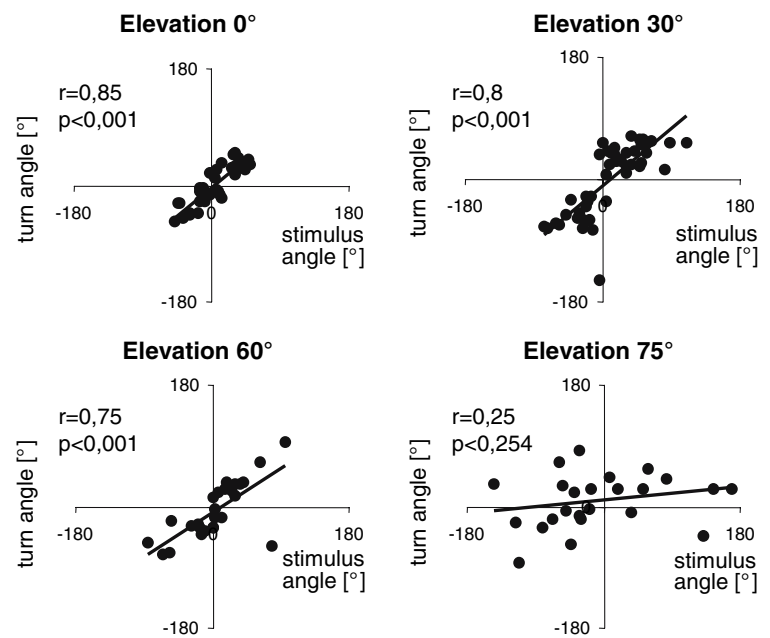 Elevation 0°
180
r=0,85
p<0,001
turn angle [°]
-180
0
180
stimulus
angle [°]
-180
Elevation 30°
180
r=0,8
p<0,001
turn angle [°]
-180
0
180
stimulus
angle [°]
-180
Elevation 60°
180
r=0,75
p<0,001
turn angle [°]
-180
0
180
stimulus
angle [°]
-180
Elevation 75°
180
r=0,25
p<0,254
turn angle [°]
-180
0
180
stimulus
angle [°]
-180